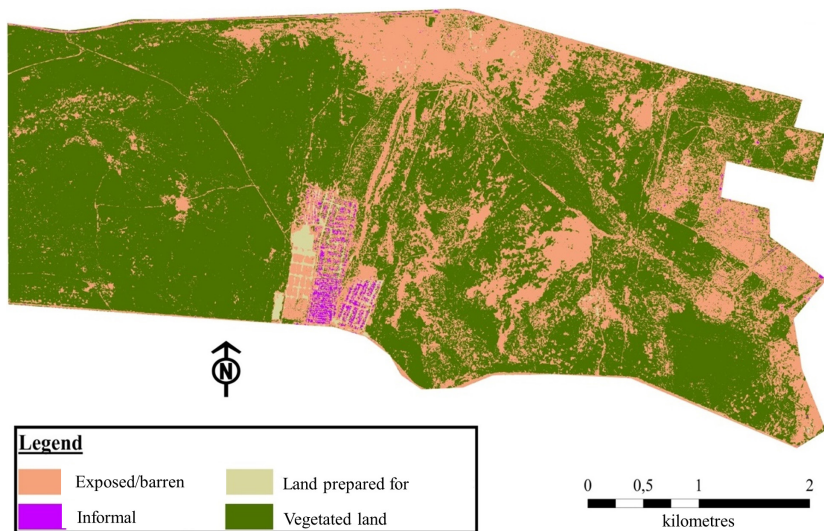 N
Legend
Exposed/barren
Land prepared for
Informal
Vegetated land
0 0,5 1 2
kilometres